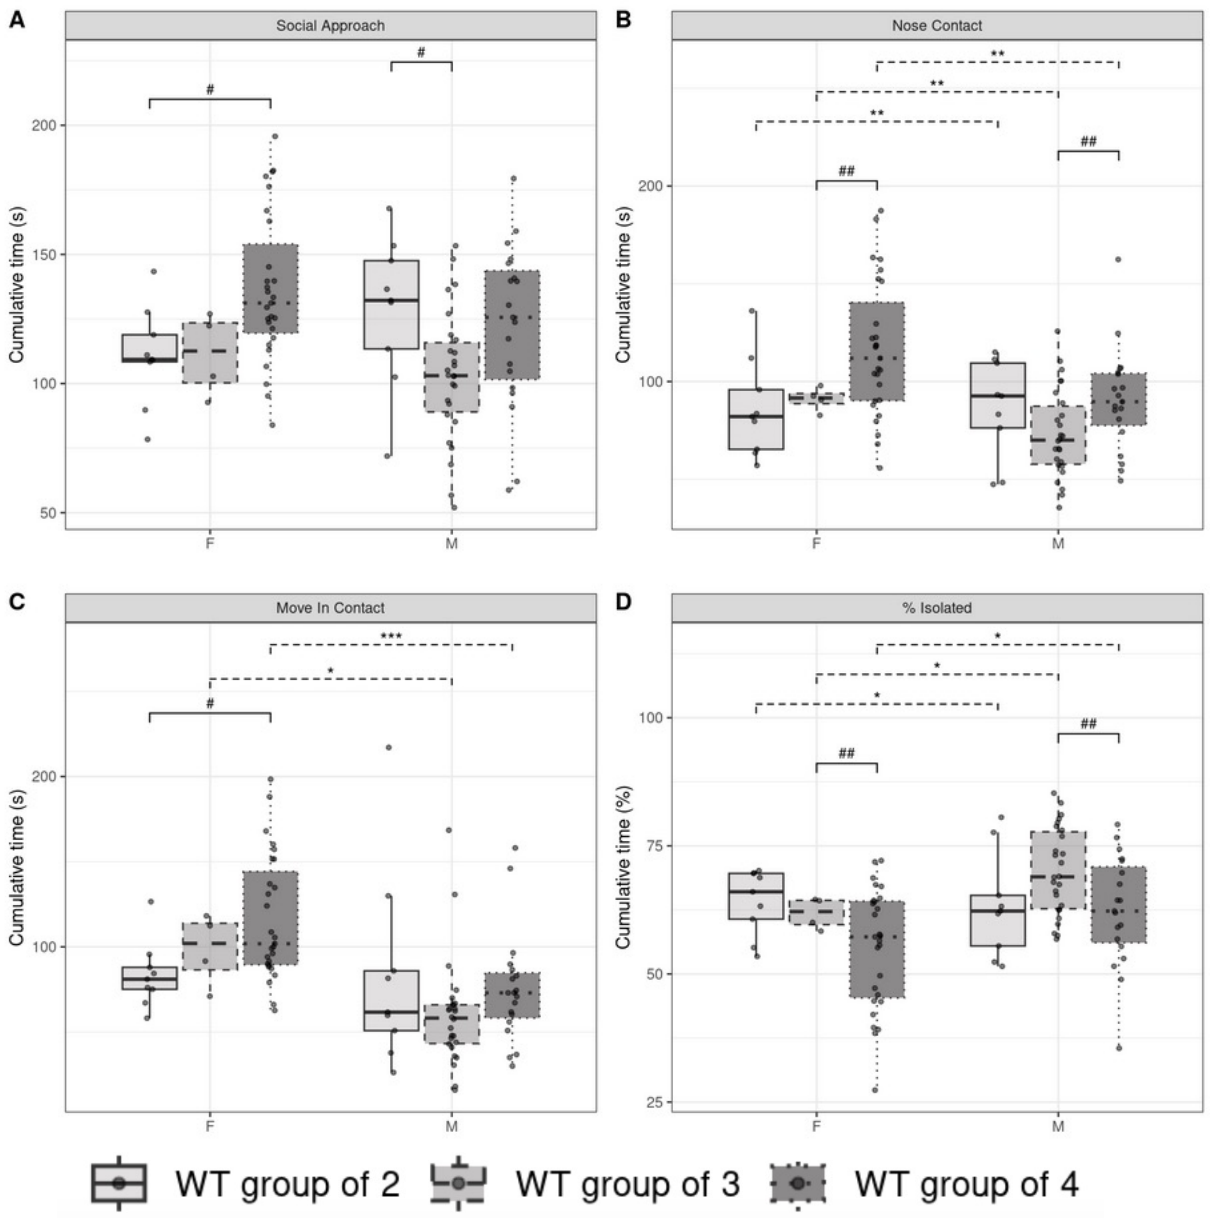 A
Social Approach
#
#
200
150
100
50
Cumulative time (s)
F
M
B
Nose Contact
**
**
**
##
##
200
100
Cumulative time (s)
F
M
C
Move In Contact
***
*
#
200
100
Cumulative time (s)
F
M
D
% Isolated
*
*
*
##
##
100
75
50
25
Cumulative time (%)
F
M
WT group of 2 WT group of 3 WT group of 4